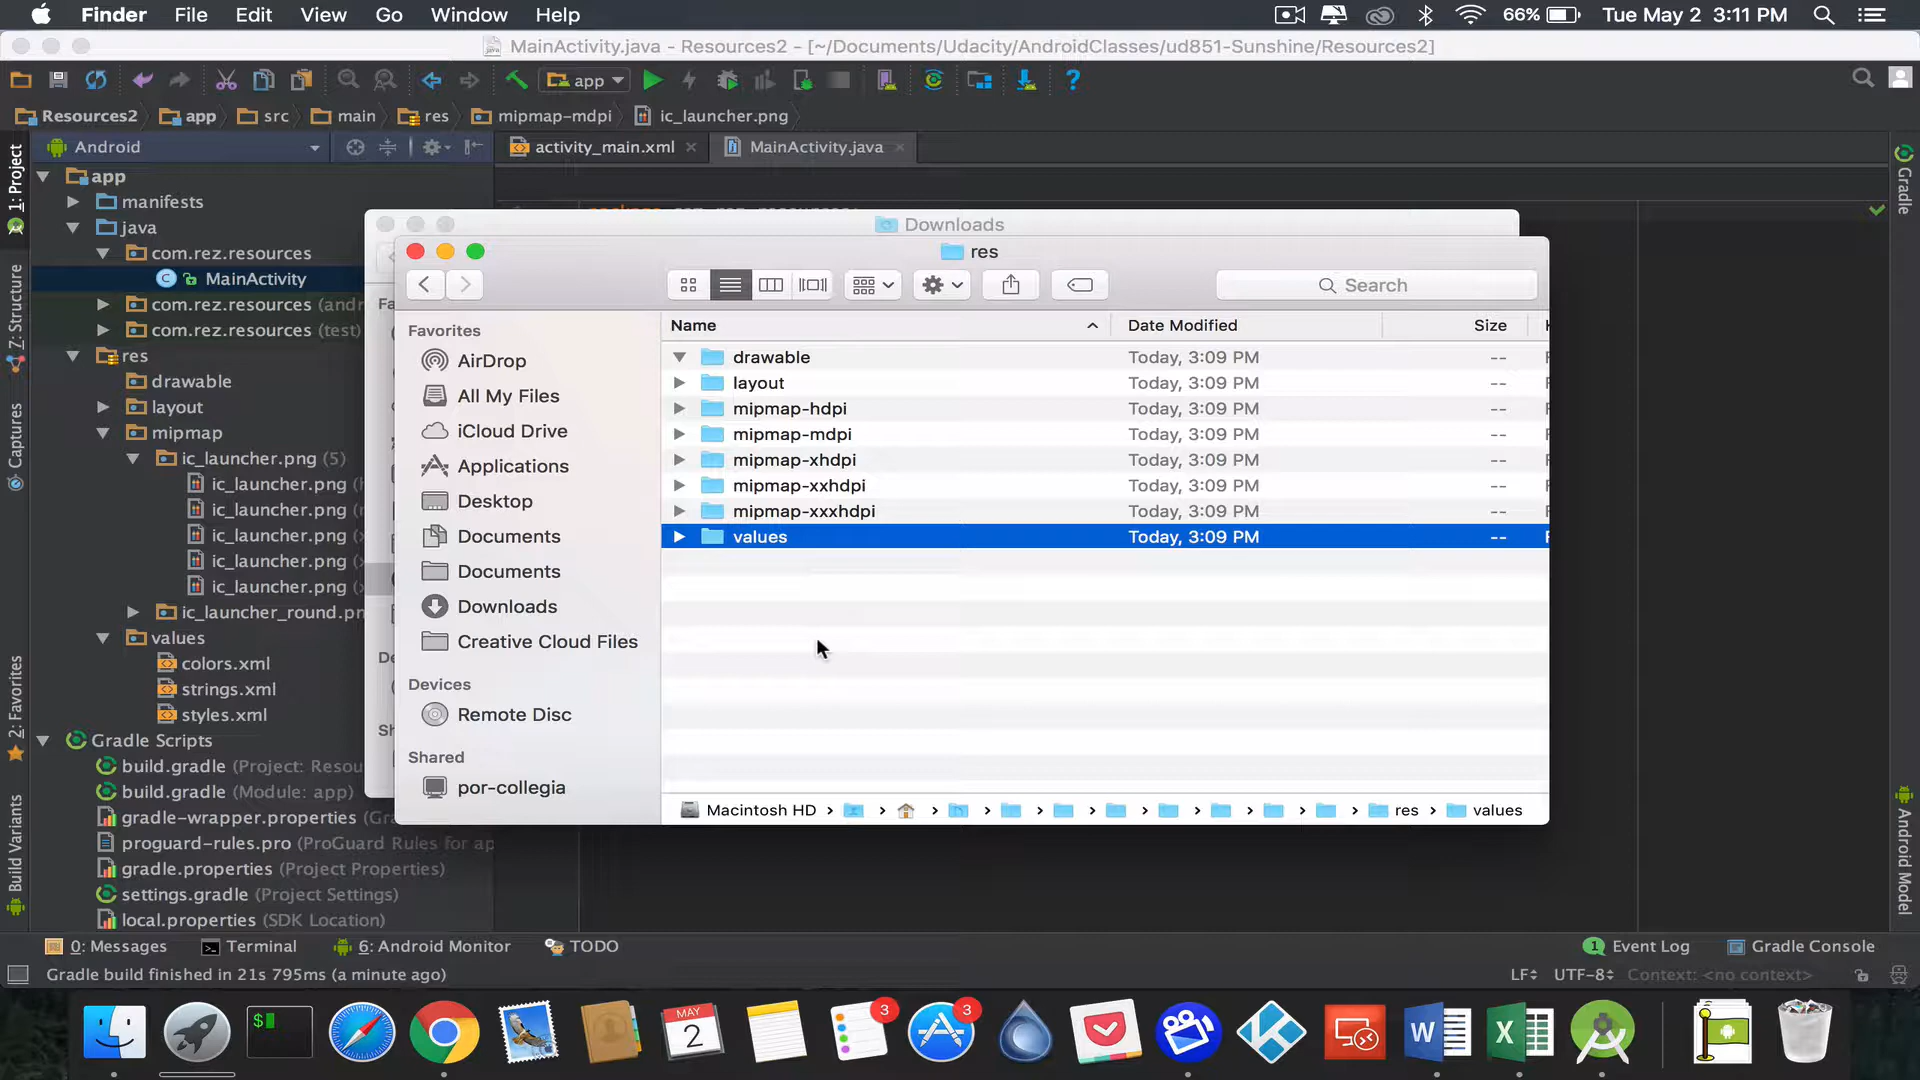 Finder File Edit View Go Window Help 66% Tue May 2 3:11 PM
MainActivity.java - Resources2 - [~/Documents/Udacity/AndroidClasses/ud851-Sunshine/Resources2]
app
Resources2 app src main res mipmap-mdpi ic_launcher.png
Android
activity_main.xml
MainActivity.java
1: Project
7: Structure
Captures
2: Favorites
Build Variants
Gradle
Android Model
app
manifests
java
com.rez.resources
MainActivity
com.rez.resources (andr
com.rez.resources (test)
res
drawable
layout
mipmap
ic_launcher.png (5)
ic_launcher.png
ic_launcher.png
ic_launcher.png
ic_launcher.png
ic_launcher.png
ic_launcher_round.pn
values
colors.xml
strings.xml
styles.xml
Gradle Scripts
build.gradle (Project: Resou
build.gradle (Module: app)
gradle-wrapper.properties (Gra
proguard-rules.pro (ProGuard Rules for ap
gradle.properties (Project Properties)
settings.gradle (Project Settings)
local.properties (SDK Location)
Downloads
res
Search
Favorites
AirDrop
All My Files
iCloud Drive
Applications
Desktop
Documents
Documents
Downloads
Creative Cloud Files
Devices
Remote Disc
Shared
por-collegia
Name Date Modified Size
drawable Today, 3:09 PM --
layout Today, 3:09 PM --
mipmap-hdpi Today, 3:09 PM --
mipmap-mdpi Today, 3:09 PM --
mipmap-xhdpi Today, 3:09 PM --
mipmap-xxhdpi Today, 3:09 PM --
mipmap-xxxhdpi Today, 3:09 PM --
values Today, 3:09 PM --
Macintosh HD › › › › › › › › › › › res › values
0: Messages Terminal 6: Android Monitor TODO 1 Event Log Gradle Console
Gradle build finished in 21s 795ms (a minute ago) LF UTF-8 Context: <no context>
$
MAY
2
3
3
W
X